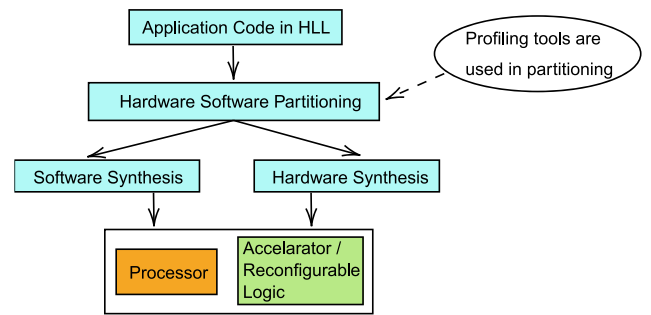 Application Code in HLL
Profiling tools are
used in partitioning
Hardware Software Partitioning
Software Synthesis
Hardware Synthesis
Processor
Accelarator /
Reconfigurable
Logic